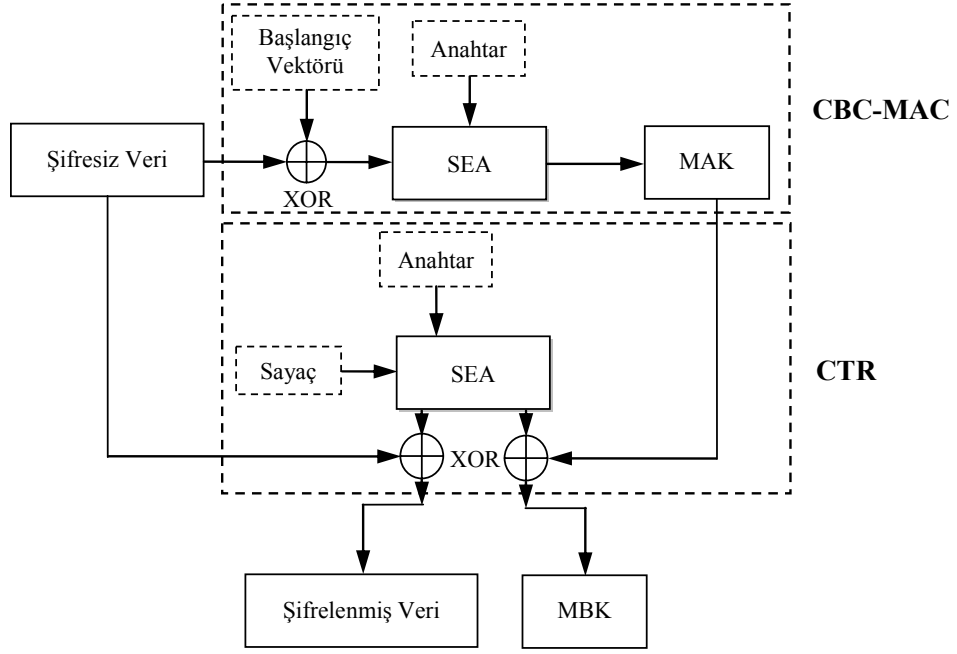 Başlangıç
Vektörü
Anahtar
CBC-MAC
Şifresiz Veri
SEA
MAK
XOR
Anahtar
Sayaç
SEA
CTR
XOR
Şifrelenmiş Veri
MBK